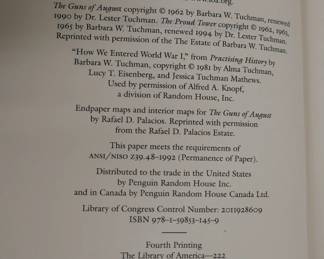 The Guns of August copyright © 1962 by Barbara W. Tuchman, renewed
1990 by Dr. Lester Tuchman. The Proud Tower copyright © 1962, 1963,
1965 by Barbara W. Tuchman, renewed 1994 by Dr. Lester Tuchman.
Reprinted with permission of the The Estate of Barbara W. Tuchman.
“How We Entered World War I,” from Practising History by
Barbara W. Tuchman, copyright © 1981 by Alma Tuchman,
Lucy T. Eisenberg, and Jessica Tuchman Mathews.
Used by permission of Alfred A. Knopf,
a division of Random House, Inc.
Endpaper maps and interior maps for The Guns of August
by Rafael D. Palacios. Reprinted with permission
from the Rafael D. Palacios Estate.
This paper meets the requirements of
ANSI/NISO Z39.48–1992 (Permanence of Paper).
Distributed to the trade in the United States
by Penguin Random House Inc.
and in Canada by Penguin Random House Canada Ltd.
Library of Congress Control Number: 2011928609
ISBN 978–1–59853–145–9
Fourth Printing
The Library of America—222